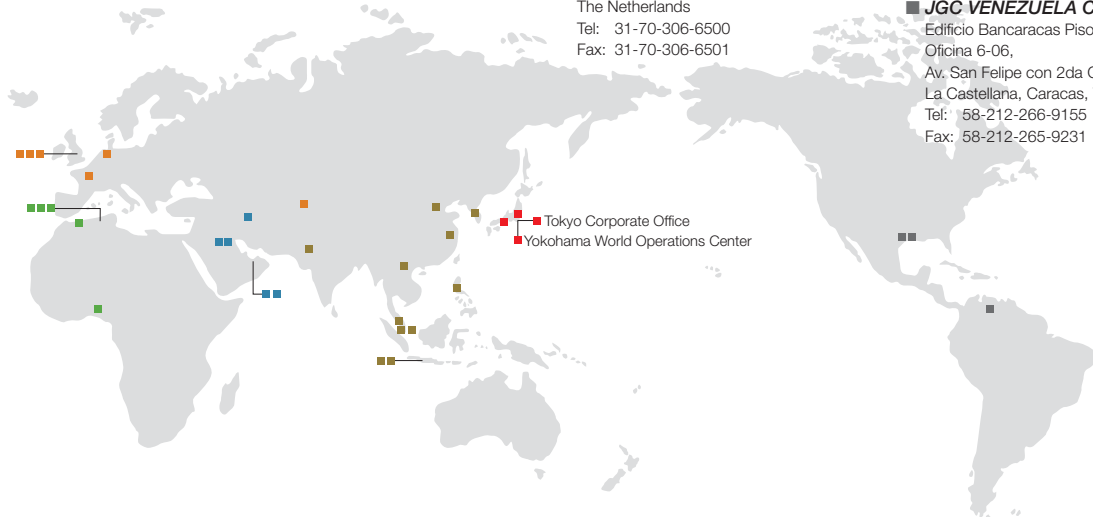 The Netherlands
Tel: 31-70-306-6500
Fax: 31-70-306-6501
JGC VENEZUELA
Edificio Bancaracas Piso
Oficina 6-06,
Av. San Felipe con 2da
La Castellana, Caracas,
Tel: 58-212-266-9155
Fax: 58-212-265-9231
Tokyo Corporate Office
Yokohama World Operations Center